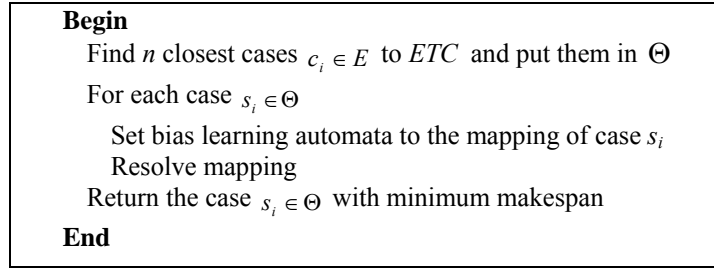 Begin
Find n closest cases c_i ∈ E to ETC and put them in Θ
For each case s_i ∈ Θ
Set bias learning automata to the mapping of case s_i
Resolve mapping
Return the case s_i ∈ Θ with minimum makespan
End